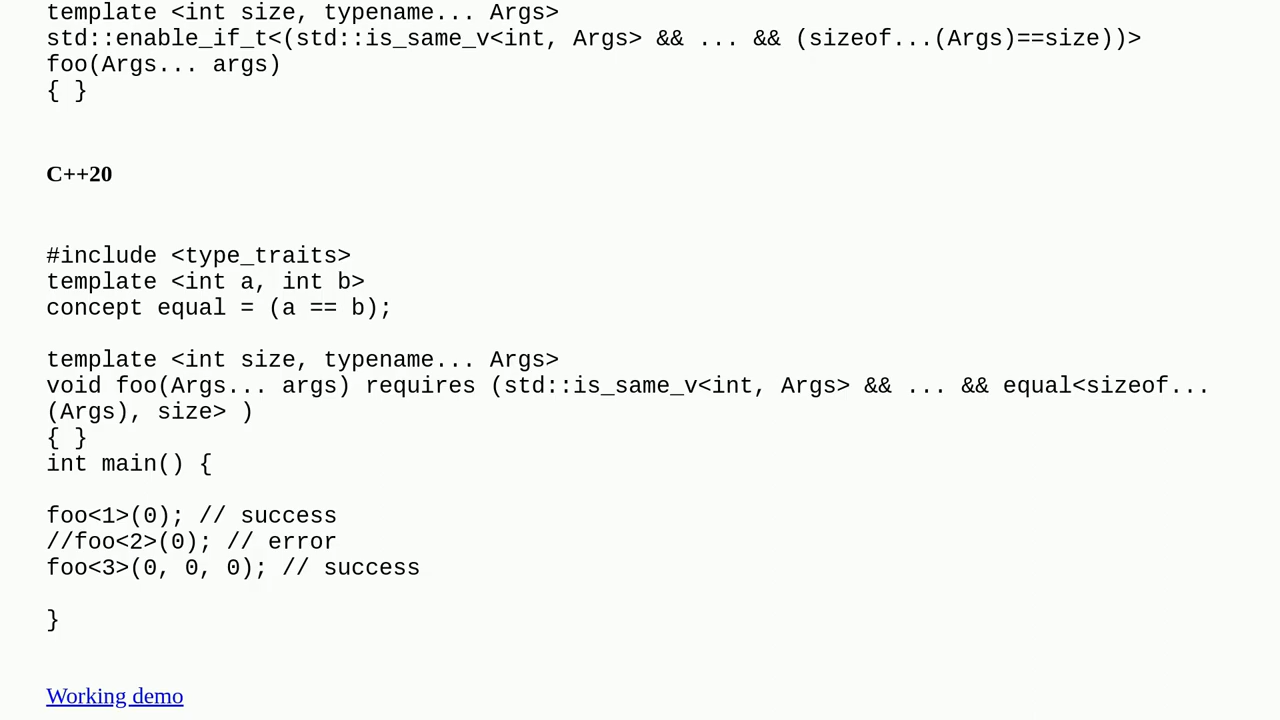 template <int size, typename... Args>
std::enable_if_t<(std::is_same_v<int, Args> && ... && (sizeof...(Args)==size))>
foo(Args... args)
{ }
C++20
#include <type_traits>
template <int a, int b>
concept equal = (a == b);
template <int size, typename... Args>
void foo(Args... args) requires (std::is_same_v<int, Args> && ... && equal<sizeof...
(Args), size> )
{ }
int main() {
foo<1>(0); // success
//foo<2>(0); // error
foo<3>(0, 0, 0); // success
}
Working demo